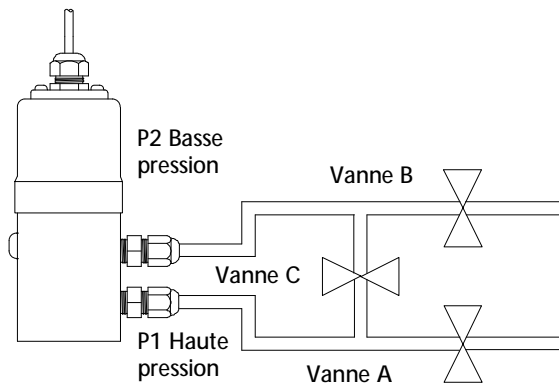 P2 Basse
pression
Vanne B
Vanne C
P1 Haute
pression
Vanne A